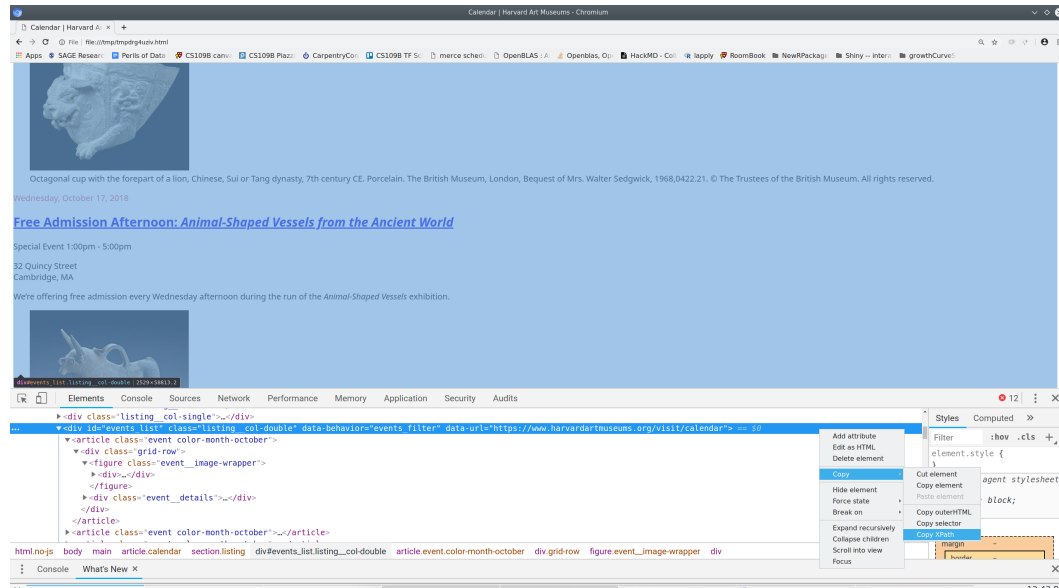 Calendar | Harvard Art Museums - Chromium
Calendar | Harvard A × +
File | file:///tmp/tmpdrg4uziv.html
Apps SAGE Resear Perils of Data CS109B canv CS109B Piazz CarpentryCon CS109B TF Sc merce schedu OpenBLAS : A Openblas, Op HackMD - Col lapply RoomBook NewRPackage Shiny -- intera growthCurve
Octagonal cup with the forepart of a lion, Chinese, Sui or Tang dynasty, 7th century CE. Porcelain. The British Museum, London, Bequest of Mrs. Walter Sedgwick, 1968,0422.21. © The Trustees of the British Museum. All rights reserved.
Wednesday, October 17, 2018
Free Admission Afternoon: Animal-Shaped Vessels from the Ancient World
Special Event 1:00pm - 5:00pm
32 Quincy Street
Cambridge, MA
We're offering free admission every Wednesday afternoon during the run of the Animal-Shaped Vessels exhibition.
div#events_list.listing__col-double | 2529×58813.2
Elements Console Sources Network Performance Memory Application Security Audits 12
<div class="listing__col-single">…</div>
<div id="events_list" class="listing__col-double" data-behavior="events_filter" data-url="https://www.harvardartmuseums.org/visit/calendar"> == $0
<article class="event color-month-october">
<div class="grid-row">
<figure class="event__image-wrapper">
<div>…</div>
</figure>
<div class="event__details">…</div>
</div>
</article>
<article class="event color-month-october">…</article>
Add attribute
Edit as HTML
Delete element
Copy
Hide element
Force state
Break on
Expand recursively
Collapse children
Scroll into view
Focus
Cut element
Copy element
Paste element
Copy outerHTML
Copy selector
Copy XPath
Styles Computed »
Filter :hov .cls +
element.style {
}
agent stylesheet
block;
margin -
border
html.no-js body main article.calendar section.listing div#events_list.listing__col-double article.event.color-month-october div.grid-row figure.event__image-wrapper div
Console What's New ×